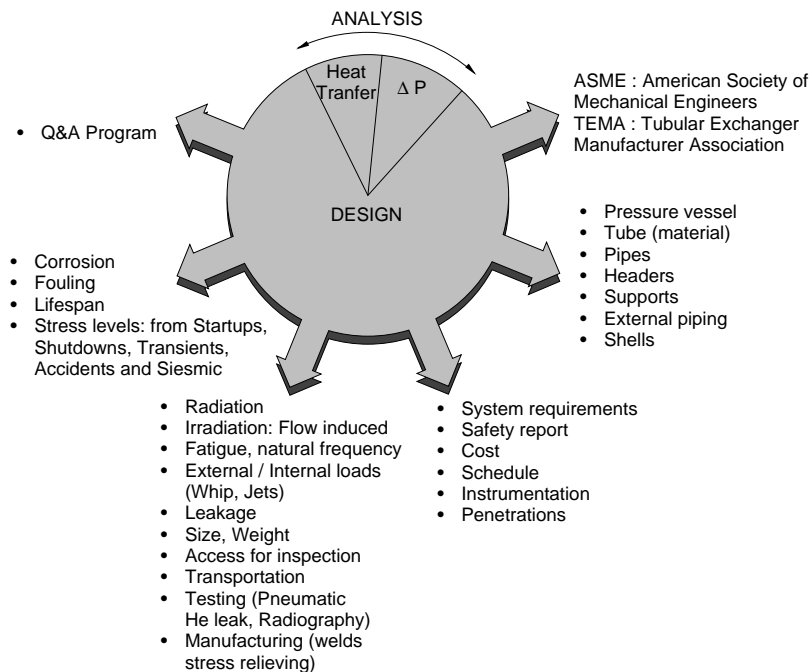 ANALYSIS
Heat
Tranfer
Δ P
DESIGN
ASME : American Society of
Mechanical Engineers
TEMA : Tubular Exchanger
Manufacturer Association
• Q&A Program
• Pressure vessel
• Tube (material)
• Pipes
• Headers
• Supports
• External piping
• Shells
• Corrosion
• Fouling
• Lifespan
• Stress levels: from Startups,
Shutdowns, Transients,
Accidents and Siesmic
• Radiation
• Irradiation: Flow induced
• Fatigue, natural frequency
• External / Internal loads
(Whip, Jets)
• Leakage
• Size, Weight
• Access for inspection
• Transportation
• Testing (Pneumatic
He leak, Radiography)
• Manufacturing (welds
stress relieving)
• System requirements
• Safety report
• Cost
• Schedule
• Instrumentation
• Penetrations